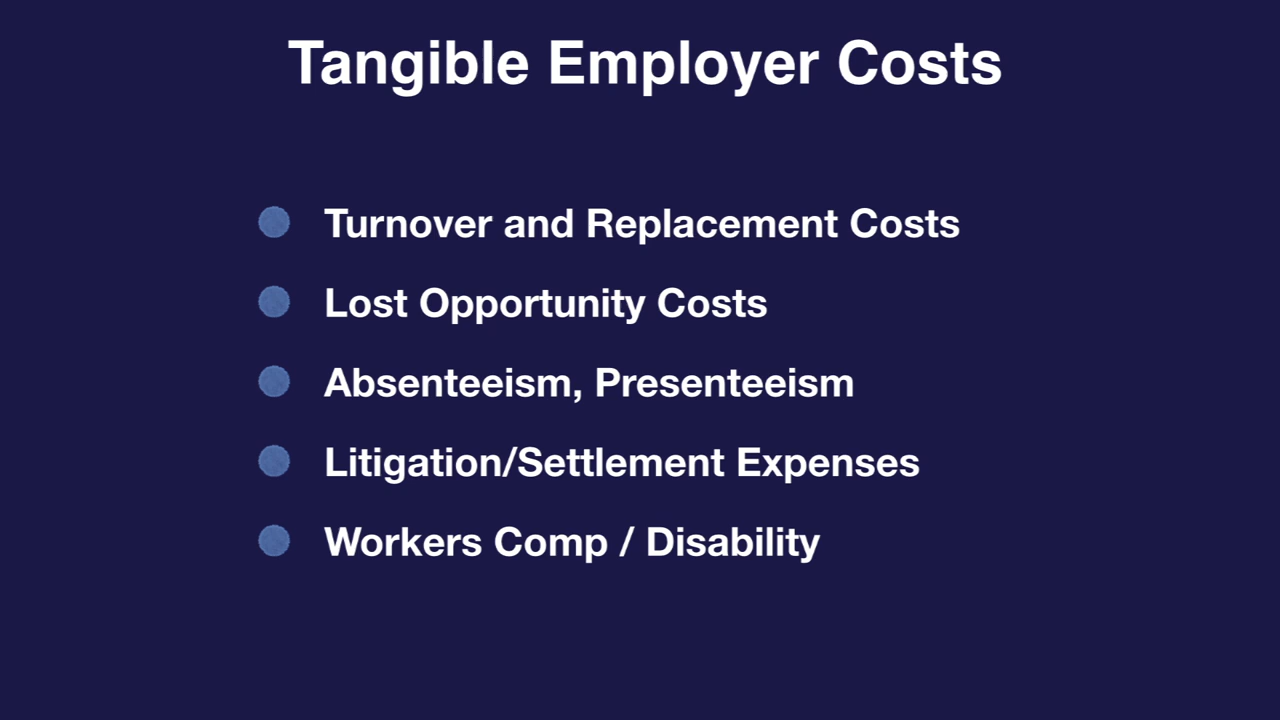 Tangible Employer Costs
Turnover and Replacement Costs
Lost Opportunity Costs
Absenteeism, Presenteeism
Litigation/Settlement Expenses
Workers Comp / Disability